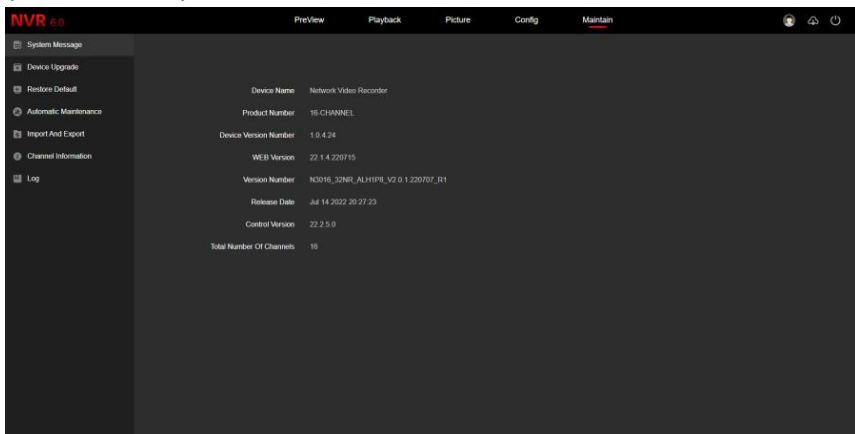 NVR 6.0
PreView Playback Picture Config Maintain
System Message
Device Upgrade
Restore Default
Automatic Maintenance
Import And Export
Channel Information
Log
Device Name Network Video Recorder
Product Number 16-CHANNEL
Device Version Number 1.0.4.24
WEB Version 22.1.4.220715
Version Number N3016_32NR_ALH1P8_V2.0.1.220707_R1
Release Date Jul 14 2022 20:27:23
Control Version 22.2.5.0
Total Number Of Channels 16